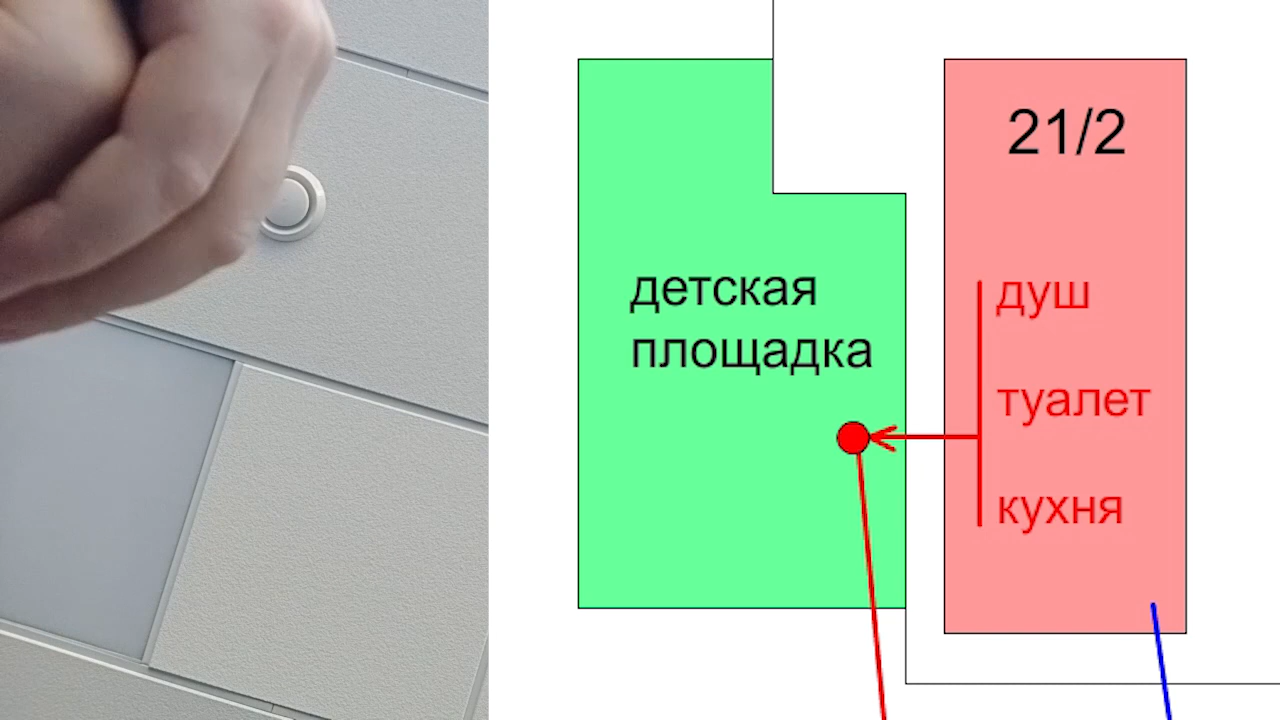 21/2
детская
площадка
душ
туалет
кухня